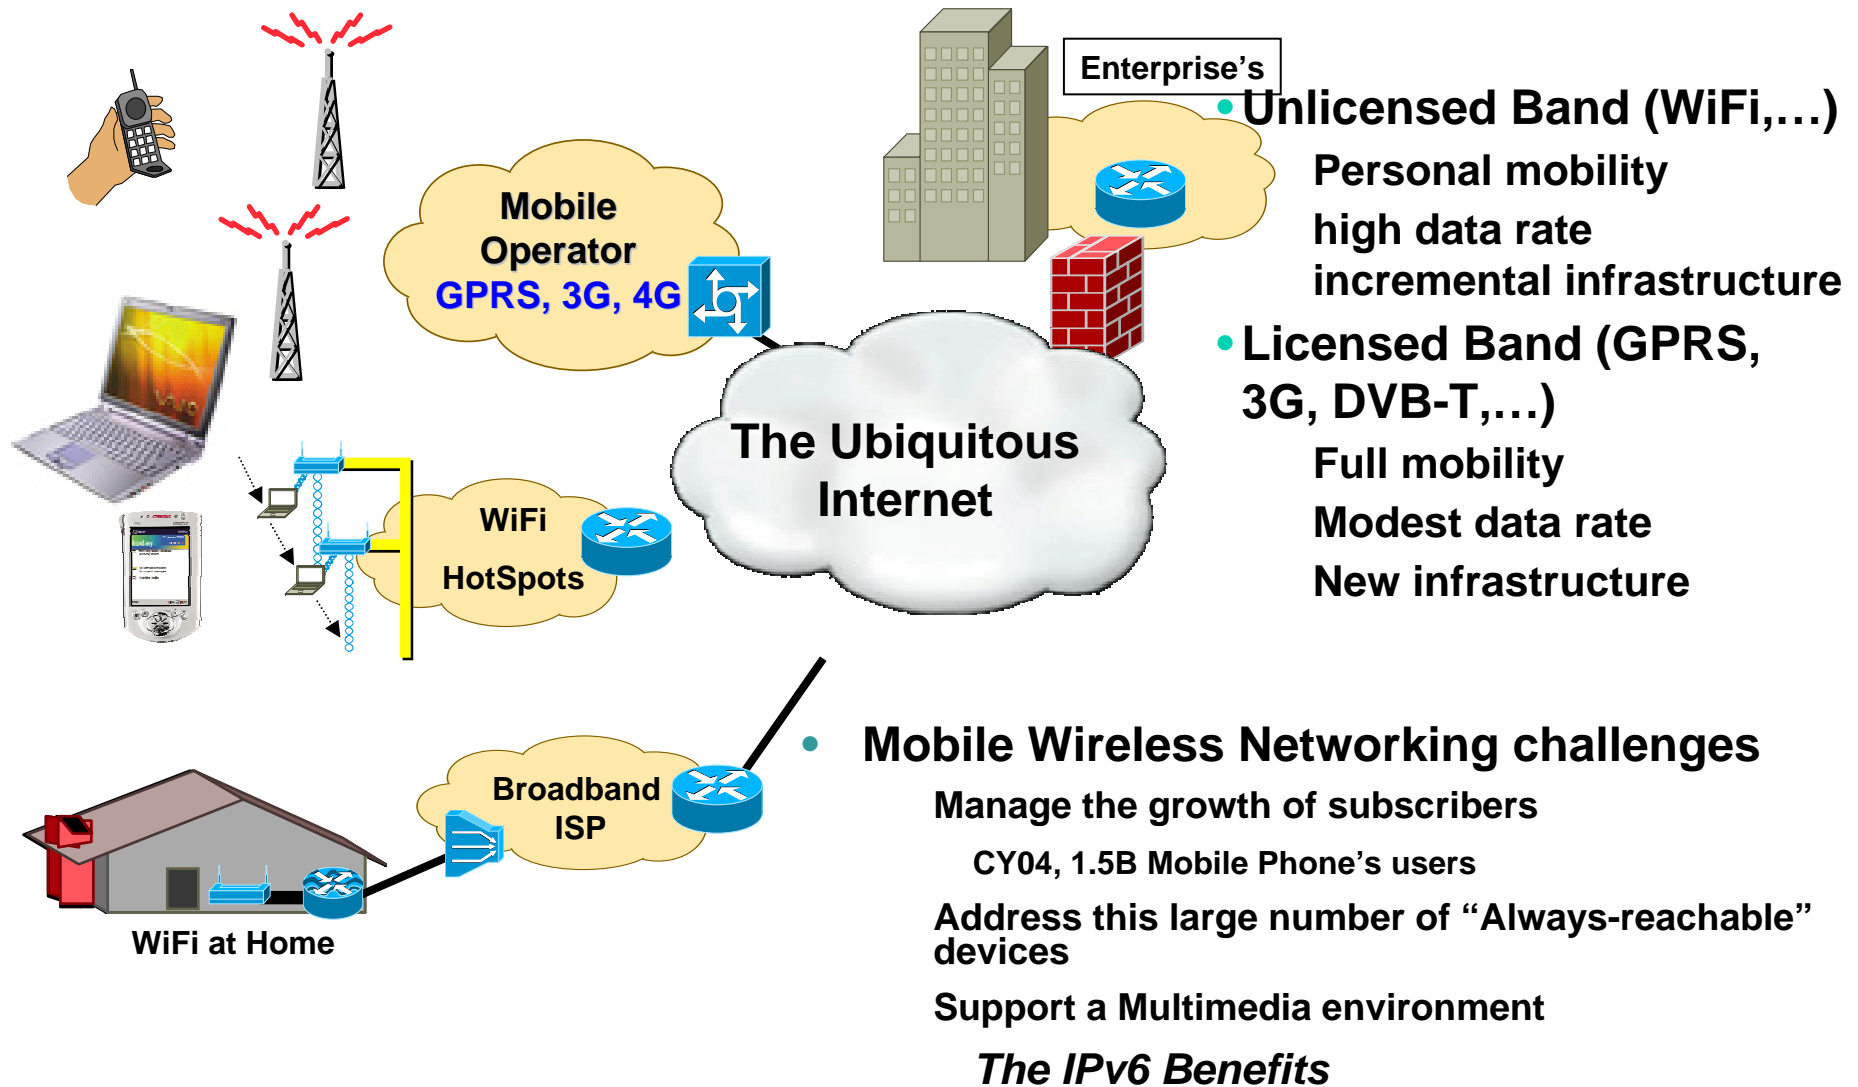 Enterprise's
Mobile
Operator
GPRS, 3G, 4G
The Ubiquitous
Internet
WiFi
HotSpots
Broadband
ISP
WiFi at Home
•Unlicensed Band (WiFi,…)
Personal mobility
high data rate
incremental infrastructure
•Licensed Band (GPRS,
3G, DVB-T,…)
Full mobility
Modest data rate
New infrastructure
• Mobile Wireless Networking challenges
Manage the growth of subscribers
CY04, 1.5B Mobile Phone's users
Address this large number of “Always-reachable”
devices
Support a Multimedia environment
The IPv6 Benefits